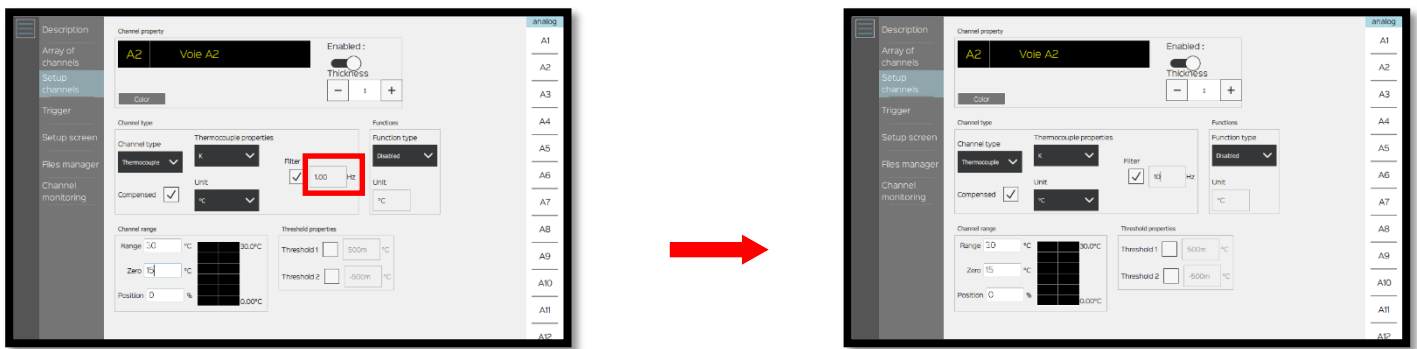 analog
Description
Channel property
Array of channels
A2 Voie A2
Enabled :
A1
A2
Setup channels
Thickness
- 1 +
Color
A3
Trigger
Channel type
Functions
A4
Setup screen
Channel type
Thermocouple properties
Function type
A5
Files manager
Thermocouple
K
Filter
1.00 Hz
Disabled
A6
Channel monitoring
Compensed
Unit
°C
Unit
°C
A7
Channel range
Threshold properties
A8
Range 30 °C
30.0°C
Threshold 1 500m °C
A9
Zero 15 °C
Threshold 2 -500m °C
A10
Position 0 %
0.00°C
A11
A12
analog
Description
Channel property
Array of channels
A2 Voie A2
Enabled :
A1
A2
Setup channels
Thickness
- 1 +
Color
A3
Trigger
Channel type
Functions
A4
Setup screen
Channel type
Thermocouple properties
Function type
A5
Files manager
Thermocouple
K
Filter
10 Hz
Disabled
A6
Channel monitoring
Compensed
Unit
°C
Unit
°C
A7
Channel range
Threshold properties
A8
Range 30 °C
30.0°C
Threshold 1 500m °C
A9
Zero 15 °C
Threshold 2 -500m °C
A10
Position 0 %
0.00°C
A11
A12